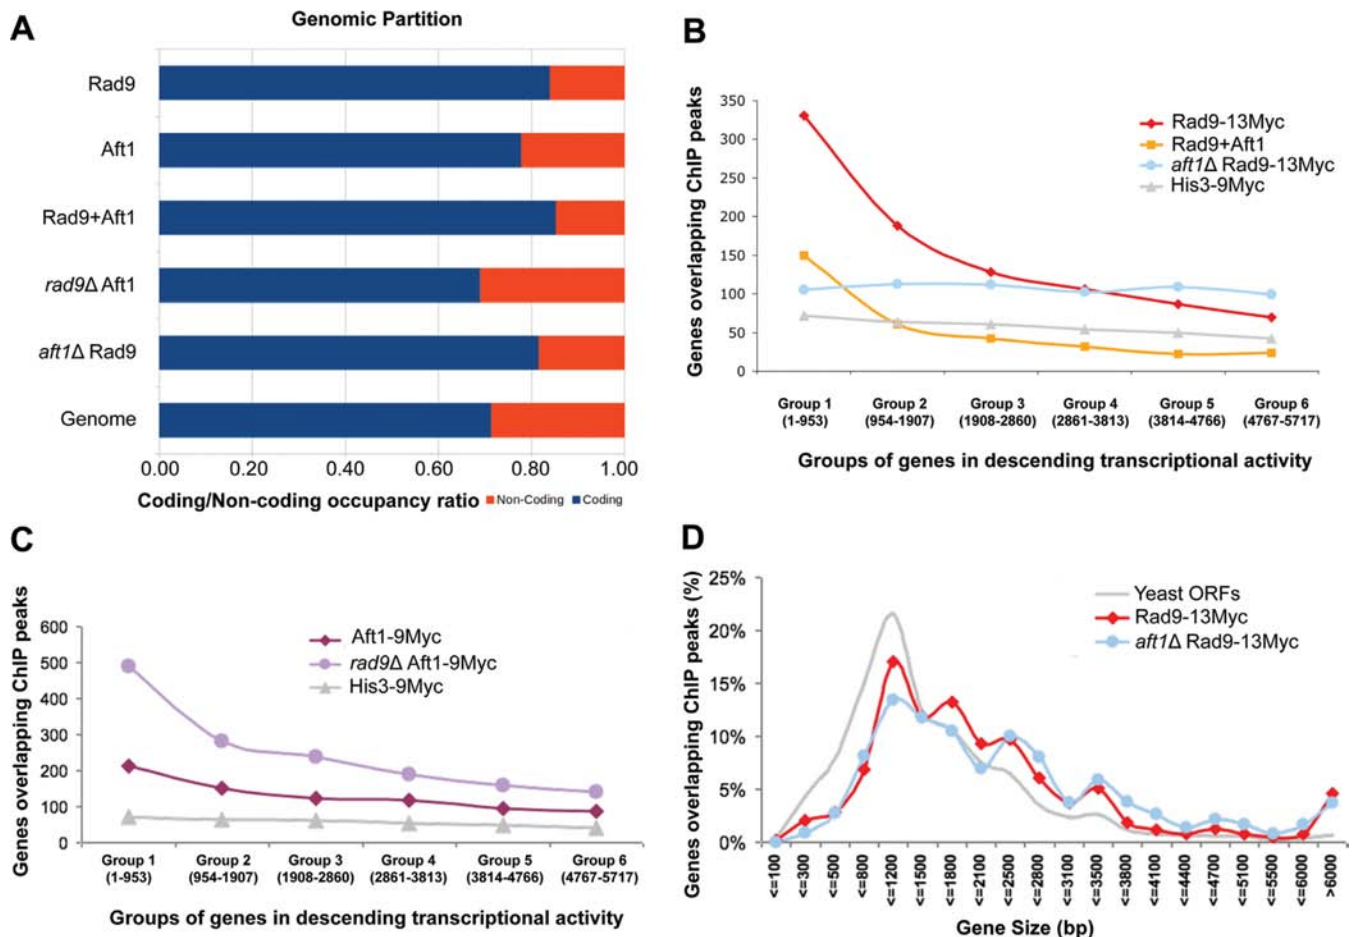 A
Genomic Partition
Rad9
Aft1
Rad9+Aft1
rad9Δ Aft1
aft1Δ Rad9
Genome
0.00 0.20 0.40 0.60 0.80 1.00
Coding/Non-coding occupancy ratio Non-Coding Coding
B
Genes overlapping ChIP peaks
350
300
250
200
150
100
50
0
Rad9-13Myc
Rad9+Aft1
aft1Δ Rad9-13Myc
His3-9Myc
Group 1 Group 2 Group 3 Group 4 Group 5 Group 6
(1-953) (954-1907) (1908-2860) (2861-3813) (3814-4766) (4767-5717)
Groups of genes in descending transcriptional activity
C
Genes overlapping ChIP peaks
600
500
400
300
200
100
0
Aft1-9Myc
rad9Δ Aft1-9Myc
His3-9Myc
Group 1 Group 2 Group 3 Group 4 Group 5 Group 6
(1-953) (954-1907) (1908-2860) (2861-3813) (3814-4766) (4767-5717)
Groups of genes in descending transcriptional activity
D
Genes overlapping ChIP peaks (%)
25%
20%
15%
10%
5%
0%
Yeast ORFs
Rad9-13Myc
aft1Δ Rad9-13Myc
<=100
<=300
<=500
<=800
<=1200
<=1500
<=1800
<=2100
<=2500
<=2800
<=3100
<=3500
<=3800
<=4100
<=4400
<=4700
<=5100
<=5500
<=6000
>6000
Gene Size (bp)